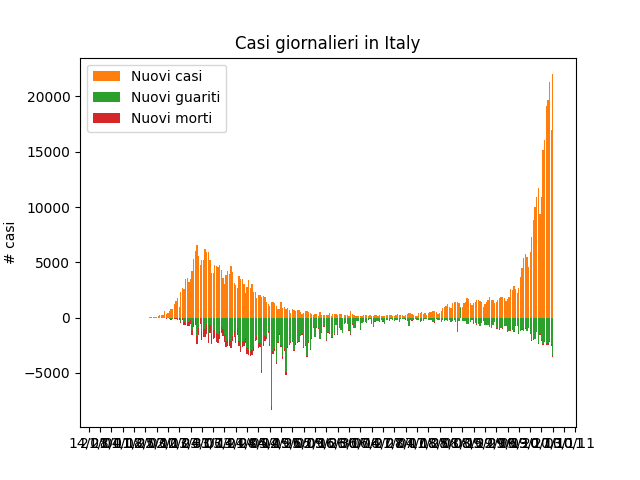 Casi giornalieri in Italy
Nuovi casi
Nuovi guariti
Nuovi morti
# casi
20000
15000
10000
5000
0
−5000